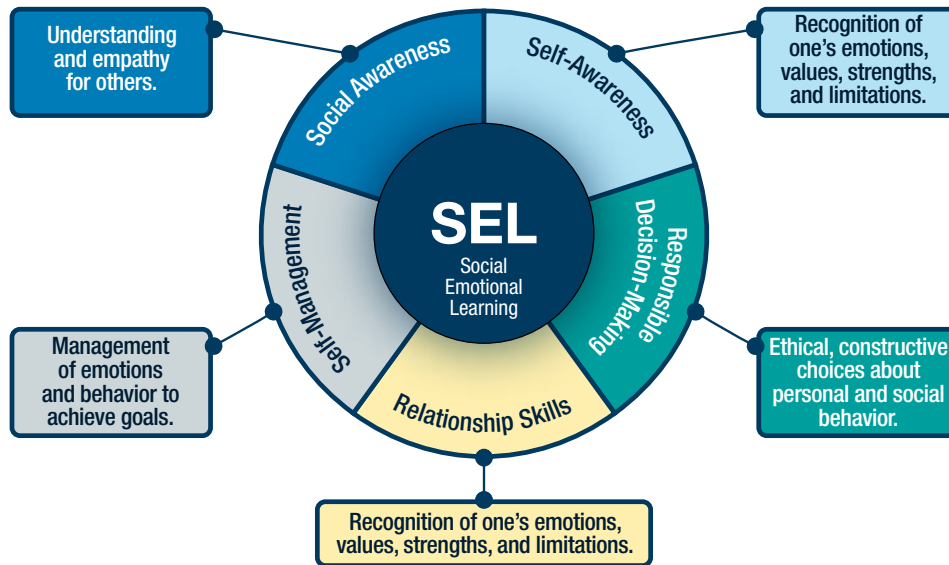 Understanding
and empathy
for others.
Social Awareness
Self-Awareness
Recognition of
one’s emotions,
values, strengths,
and limitations.
SEL
Social
Emotional
Learning
Self-Management
Responsible
Decision-Making
Relationship Skills
Management
of emotions
and behavior to
achieve goals.
Ethical, constructive
choices about
personal and social
behavior.
Recognition of one’s emotions,
values, strengths, and limitations.